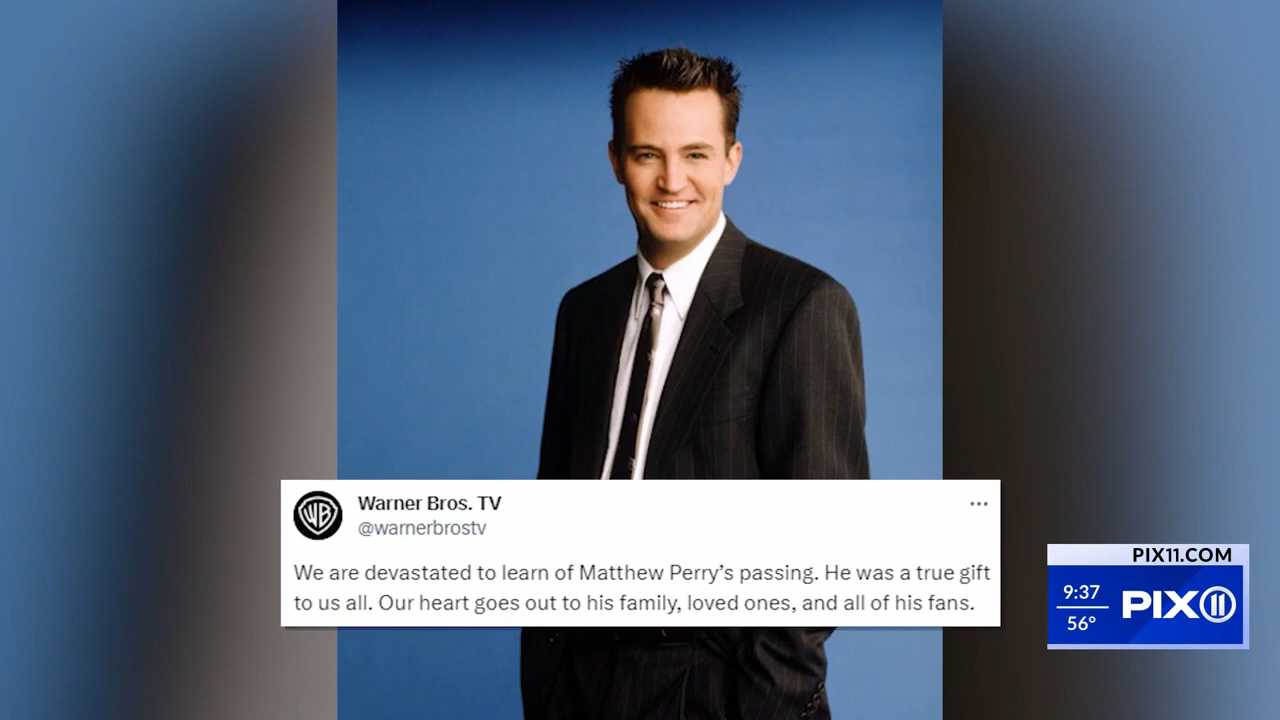 WB
Warner Bros. TV
@warnerbrostv
We are devastated to learn of Matthew Perry’s passing. He was a true gift
to us all. Our heart goes out to his family, loved ones, and all of his fans.
PIX11.COM
9:37
56°
PIX11